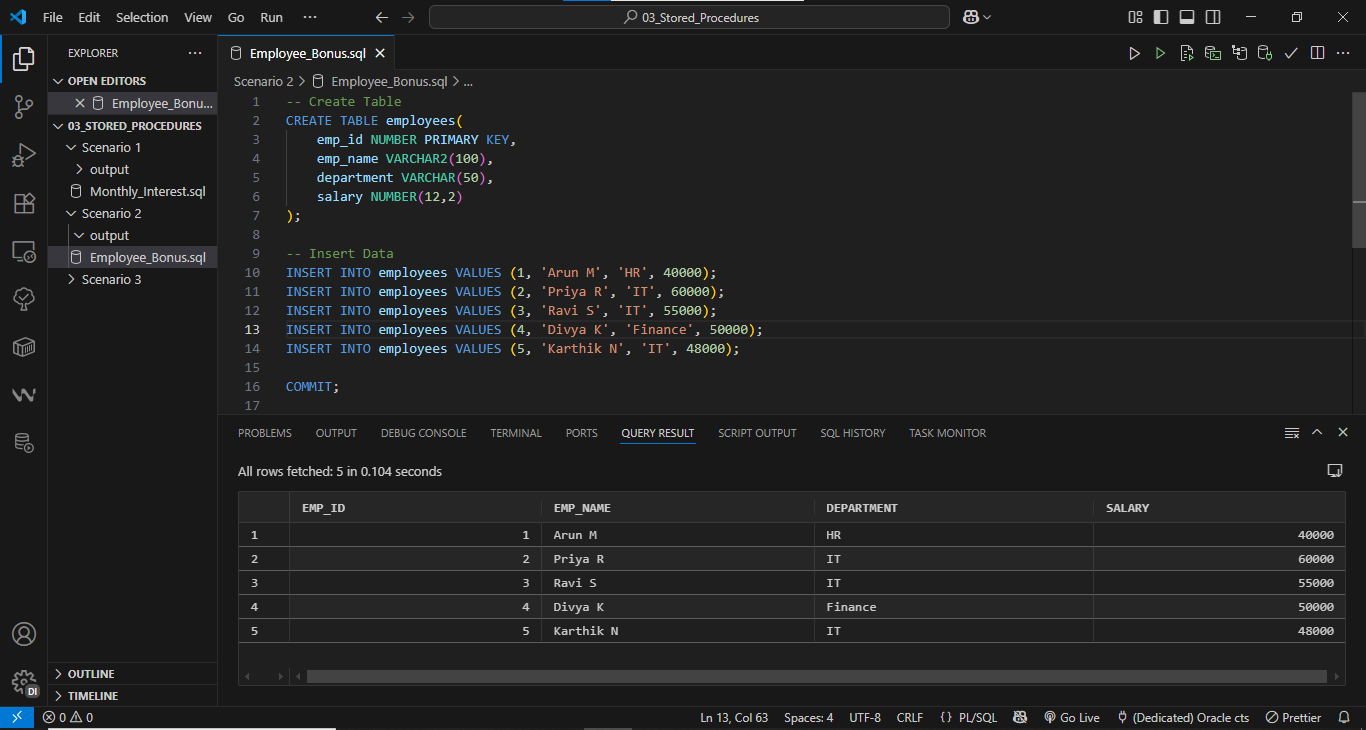 File Edit Selection View Go Run ··· 03_Stored_Procedures
EXPLORER ···
OPEN EDITORS
Employee_Bonu...
03_STORED_PROCEDURES
Scenario 1
output
Monthly_Interest.sql
Scenario 2
output
Employee_Bonus.sql
Scenario 3
OUTLINE
TIMELINE
Employee_Bonus.sql
Scenario 2 > Employee_Bonus.sql > ...
1 -- Create Table
2 CREATE TABLE employees(
3 emp_id NUMBER PRIMARY KEY,
4 emp_name VARCHAR2(100),
5 department VARCHAR(50),
6 salary NUMBER(12,2)
7 );
8
9 -- Insert Data
10 INSERT INTO employees VALUES (1, 'Arun M', 'HR', 40000);
11 INSERT INTO employees VALUES (2, 'Priya R', 'IT', 60000);
12 INSERT INTO employees VALUES (3, 'Ravi S', 'IT', 55000);
13 INSERT INTO employees VALUES (4, 'Divya K', 'Finance', 50000);
14 INSERT INTO employees VALUES (5, 'Karthik N', 'IT', 48000);
15
16 COMMIT;
17
PROBLEMS OUTPUT DEBUG CONSOLE TERMINAL PORTS QUERY RESULT SCRIPT OUTPUT SQL HISTORY TASK MONITOR
All rows fetched: 5 in 0.104 seconds
EMP_ID EMP_NAME DEPARTMENT SALARY
1 1 Arun M HR 40000
2 2 Priya R IT 60000
3 3 Ravi S IT 55000
4 4 Divya K Finance 50000
5 5 Karthik N IT 48000
DI
0 0 Ln 13, Col 63 Spaces: 4 UTF-8 CRLF {} PL/SQL Go Live (Dedicated) Oracle cts Prettier